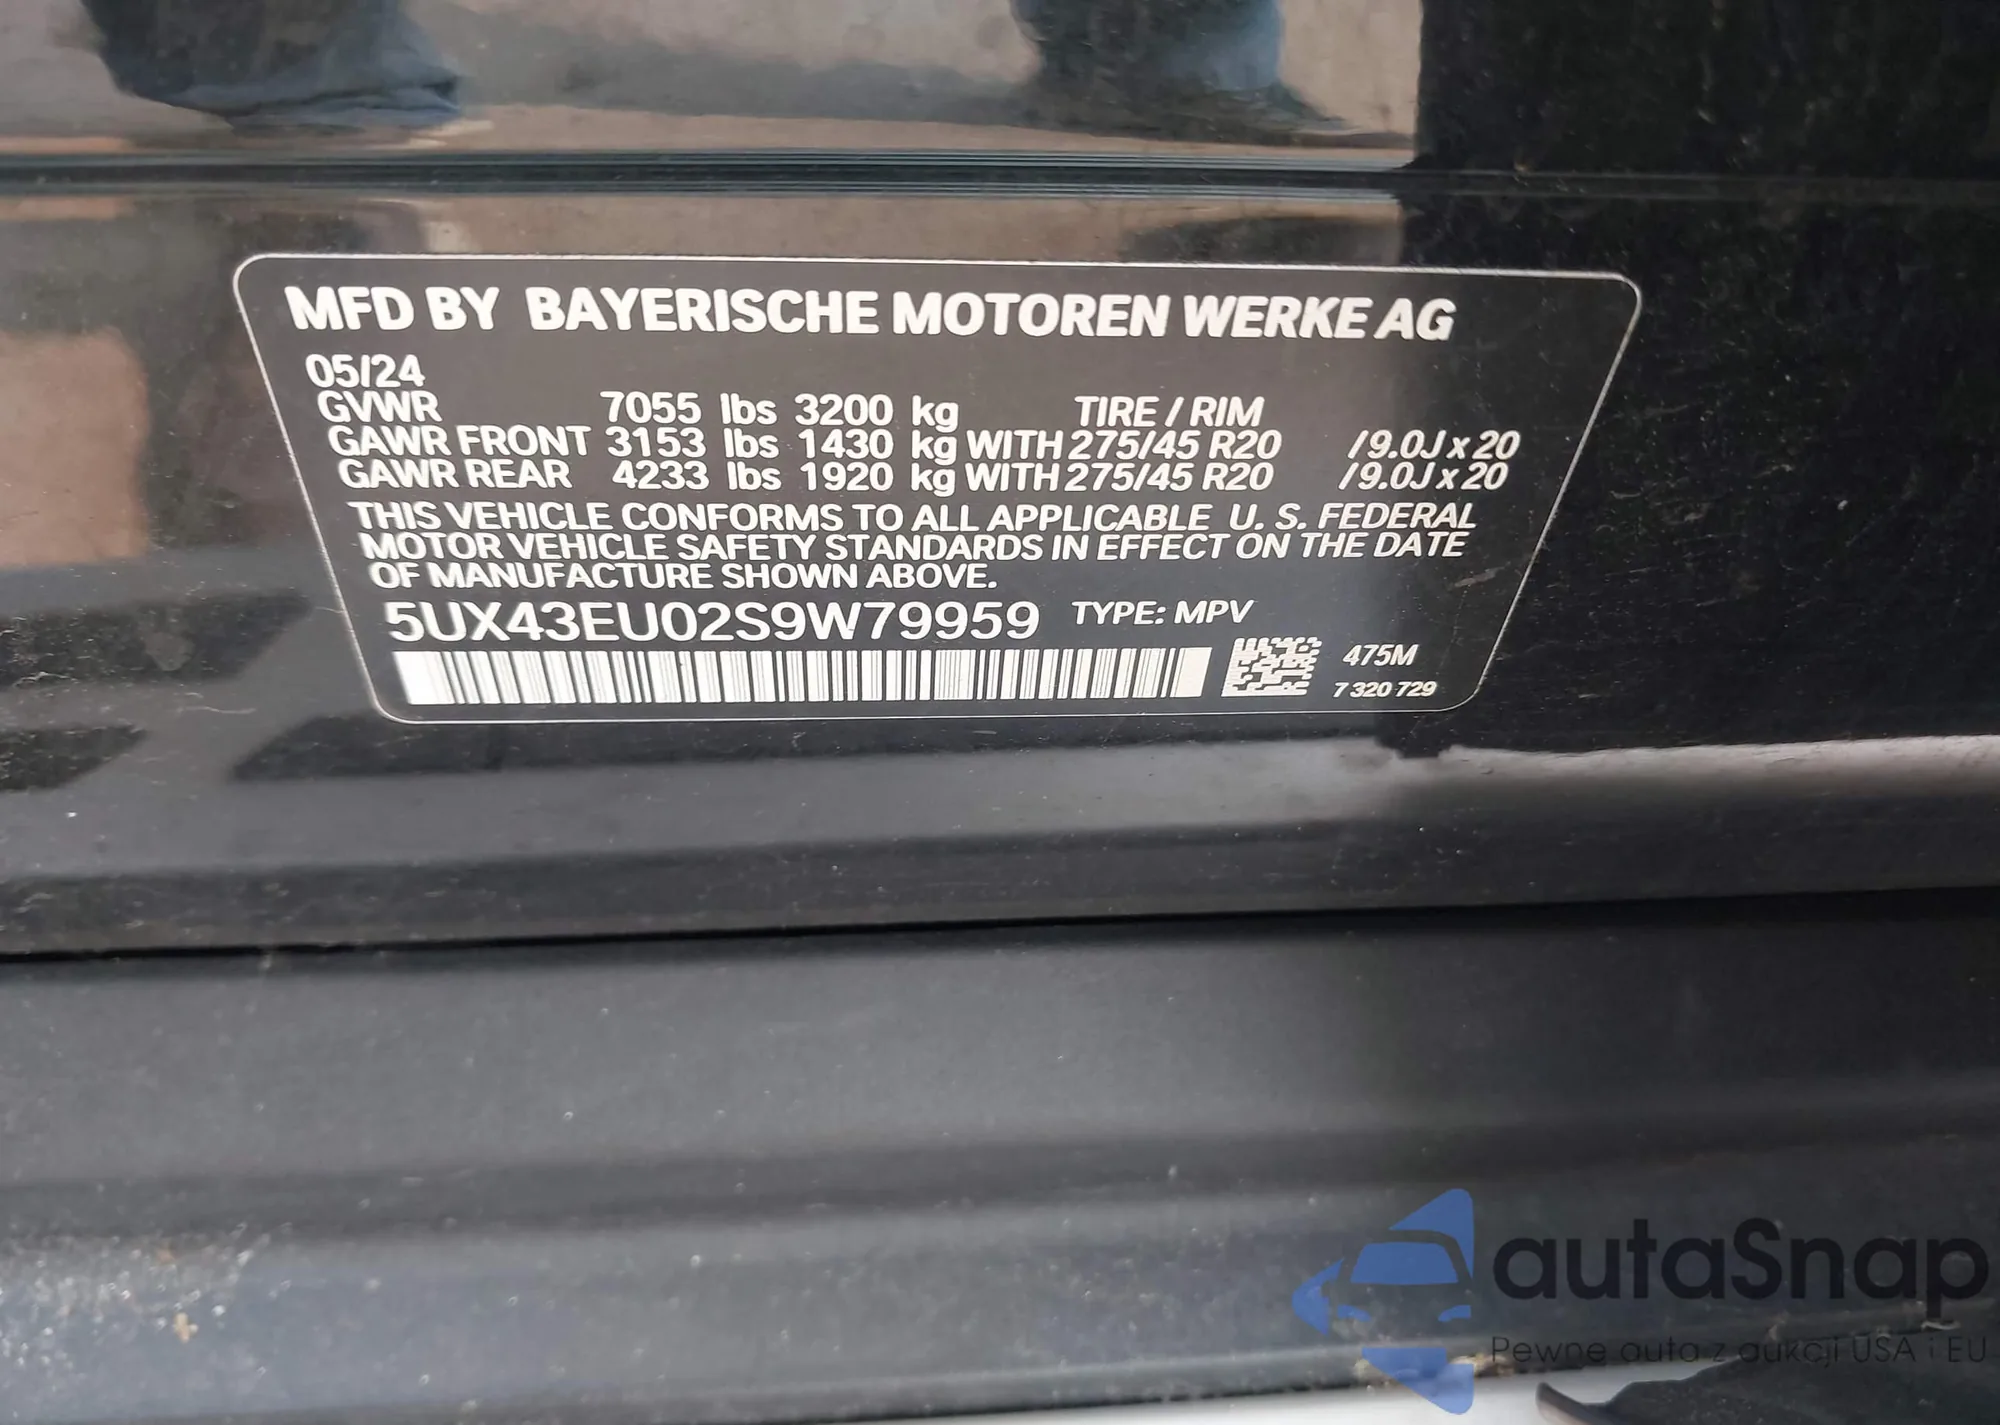 MFD BY BAYERISCHE MOTOREN WERKE AG
05/24
GVWR 7055 lbs 3200 kg TIRE / RIM
GAWR FRONT 3153 lbs 1430 kg WITH 275/45 R20 /9.0J x 20
GAWR REAR 4233 lbs 1920 kg WITH 275/45 R20 /9.0J x 20
THIS VEHICLE CONFORMS TO ALL APPLICABLE U. S. FEDERAL
MOTOR VEHICLE SAFETY STANDARDS IN EFFECT ON THE DATE
OF MANUFACTURE SHOWN ABOVE.
5UX43EU02S9W79959 TYPE: MPV
475M
7 320 729
autaSnap
Pewne auta z aukcji USA i EU